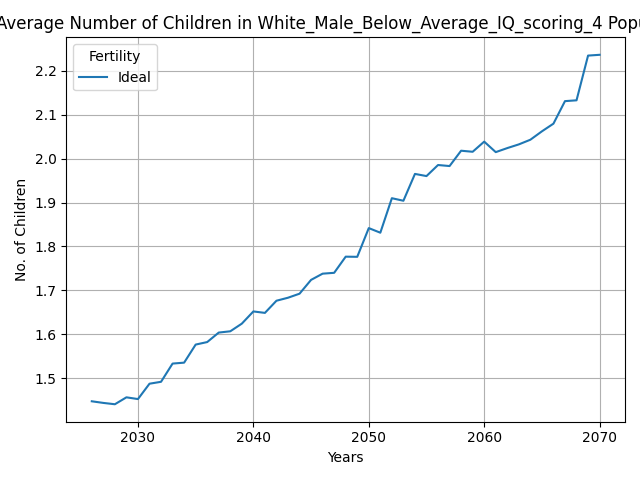 Average Number of Children in White_Male_Below_Average_IQ_scoring_4
Fertility
Ideal
2.2
2.1
2.0
1.9
1.8
1.7
1.6
1.5
No. of Children
2030 2040 2050 2060 2070
Years